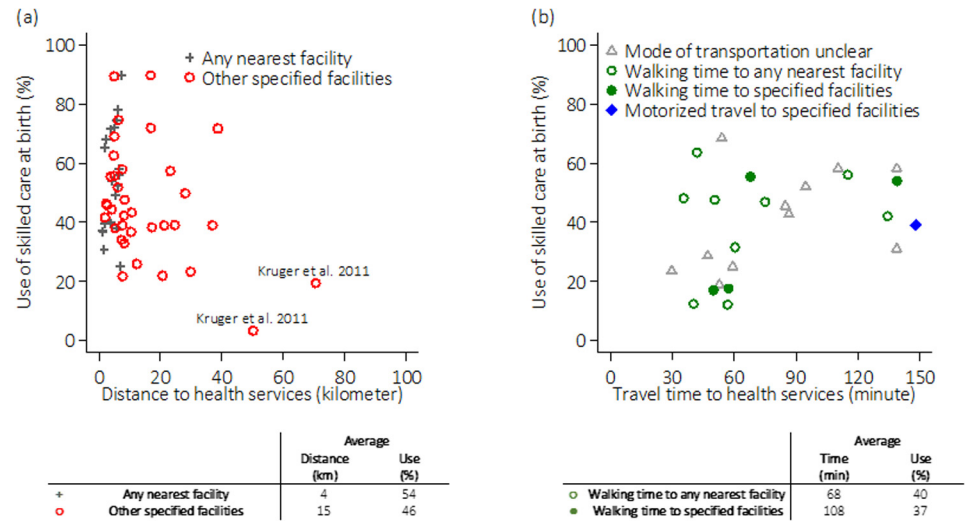 (a)
Use of skilled care at birth (%)
100
80
60
40
20
0
Any nearest facility
Other specified facilities
Kruger et al. 2011
Kruger et al. 2011
0 20 40 60 80 100
Distance to health services (kilometer)
Average
Distance Use
(km) (%)
Any nearest facility 4 54
Other specified facilities 15 46
(b)
Use of skilled care at birth (%)
100
80
60
40
20
0
Mode of transportation unclear
Walking time to any nearest facility
Walking time to specified facilities
Motorized travel to specified facilities
0 30 60 90 120 150
Travel time to health services (minute)
Average
Time Use
(min) (%)
Walking time to any nearest facility 68 40
Walking time to specified facilities 108 37